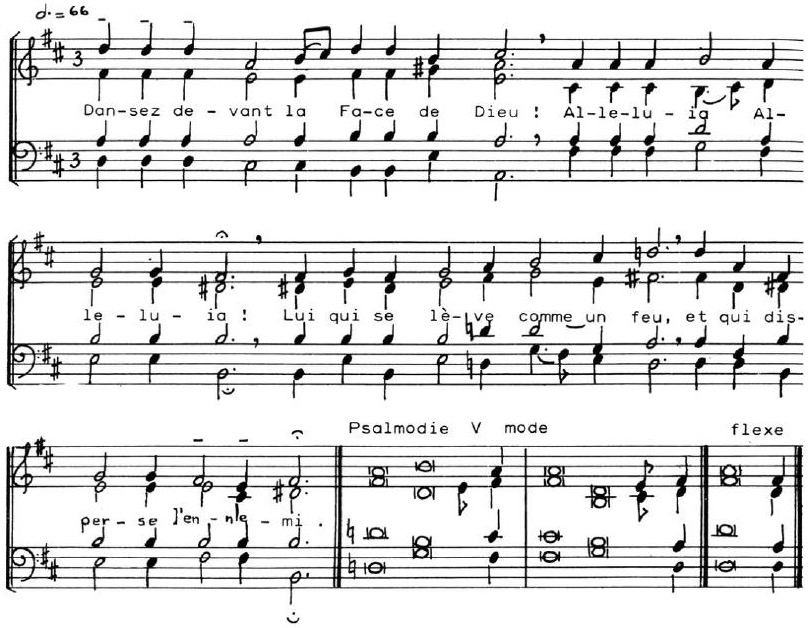 ♩. = 66
Dan-sez de - vant la Fa-ce de Dieu ! Al-le-lu - ia Al-
le - lu - ia ! Lui qui se lè-ve comme un feu, et qui dis-
per - se l'en - ne - mi .
Psalmodie V mode
flexe